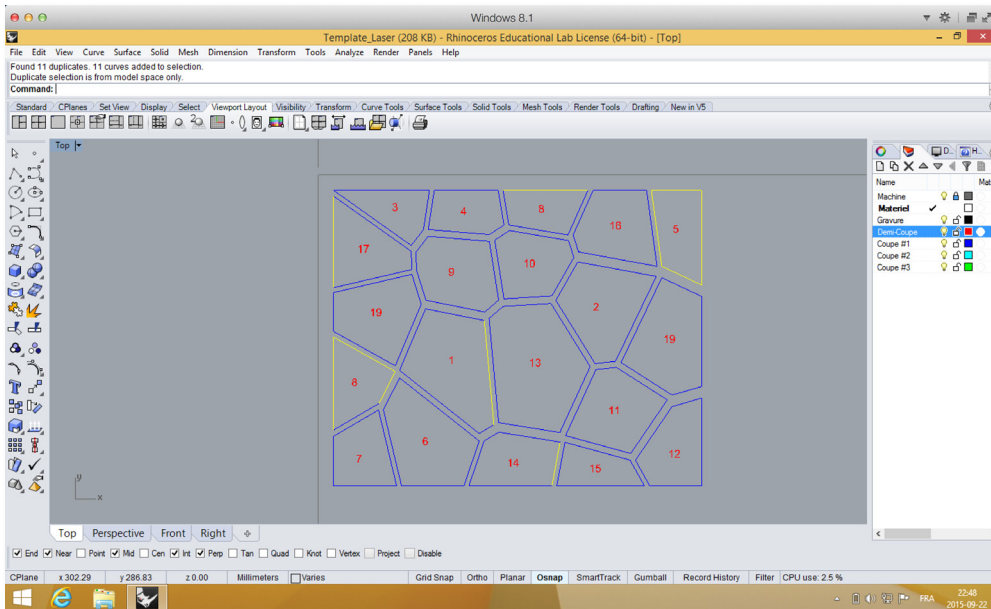 Windows 8.1
Template_Laser (208 KB) - Rhinoceros Educational Lab License (64-bit) - [Top]
File Edit View Curve Surface Solid Mesh Dimension Transform Tools Analyze Render Panels Help
Found 11 duplicates. 11 curves added to selection.
Duplicate selection is from model space only.
Command:
Standard CPlanes Set View Display Select Viewport Layout Visibility Transform Curve Tools Surface Tools Solid Tools Mesh Tools Render Tools Drafting New in V5
Top
D.. H..
Name Mat
Machine
Materiel
Gravure
Demi-Coupe
Coupe #1
Coupe #2
Coupe #3
3 4 8 18 5
17 9 10
19 2 19
1 13
8 11
7 6 14 15 12
y
x
Top Perspective Front Right
End Near Point Mid Cen Int Perp Tan Quad Knot Vertex Project Disable
CPlane x 302.29 y 286.83 z 0.00 Millimeters Varies Grid Snap Ortho Planar Osnap SmartTrack Gumball Record History Filter CPU use: 2.5 %
FRA 22:48
2015-09-22